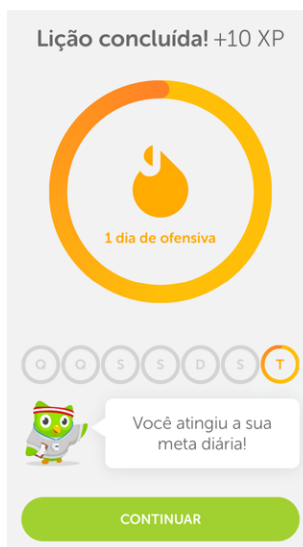 Lição concluída! +10 XP
1 dia de ofensiva
Q Q S S D S T
Você atingiu a sua
meta diária!
CONTINUAR